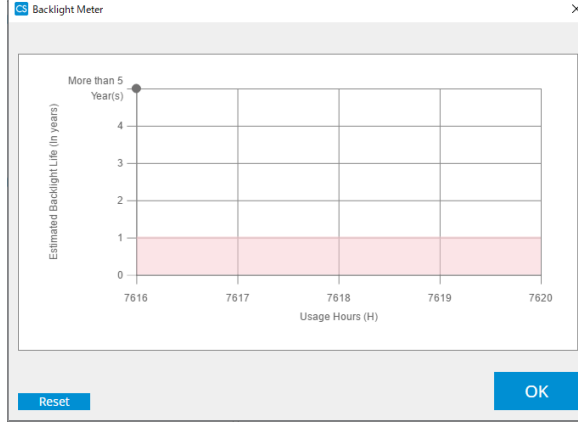 CS Backlight Meter
More than 5
Year(s)
4
3
2
1
0
Estimated Backlight Life (In years)
7616 7617 7618 7619 7620
Usage Hours (H)
Reset
OK